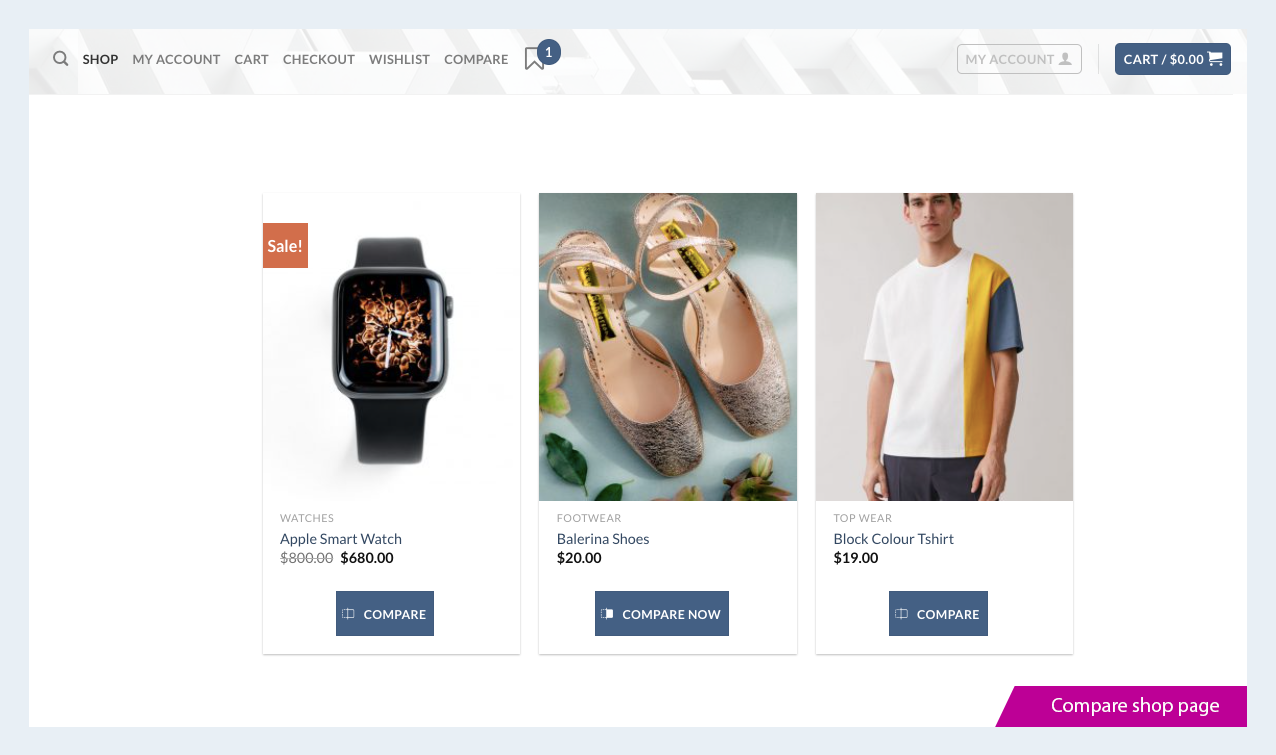 SHOP MY ACCOUNT CART CHECKOUT WISHLIST COMPARE 1 MY ACCOUNT CART / $0.00
Sale!
WATCHES
Apple Smart Watch
$800.00 $680.00
COMPARE
FOOTWEAR
Balerina Shoes
$20.00
COMPARE NOW
TOP WEAR
Block Colour Tshirt
$19.00
COMPARE
Compare shop page